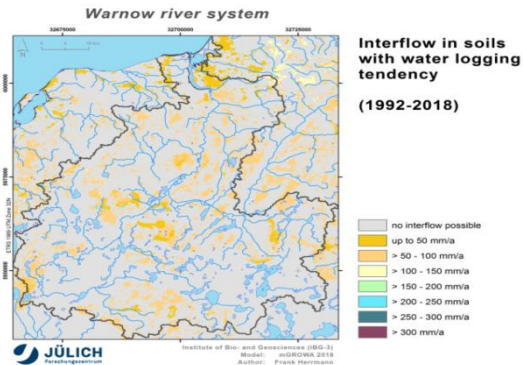 Warnow river system
32675000 32700000 32725000
Interflow in soils
with water logging
tendency
(1992-2018)
N
no interflow possible
up to 50 mm/a
> 50 - 100 mm/a
> 100 - 150 mm/a
> 150 - 200 mm/a
> 200 - 250 mm/a
> 250 - 300 mm/a
> 300 mm/a
JÜLICH
Forschungszentrum
Institute of Bio- and Geosciences (IBG-3)
Model: mGROWA 2018
Author: Frank Herrmann